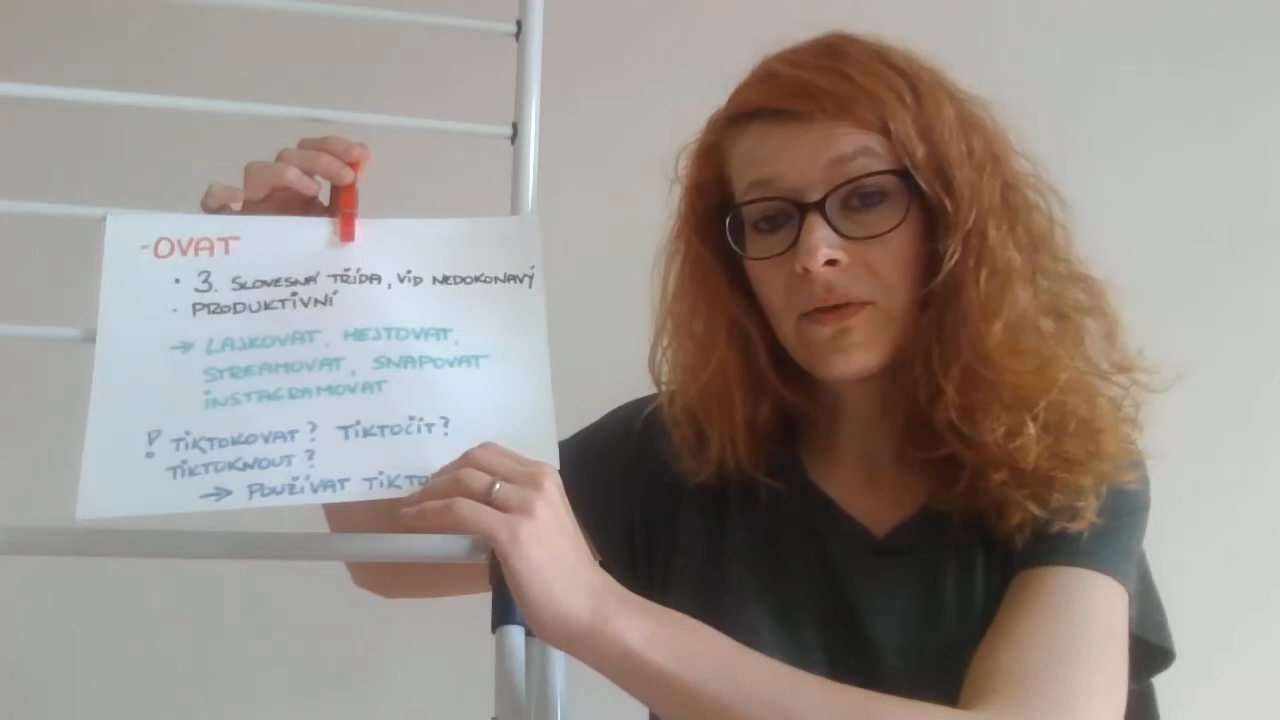 -OVAT
· 3. SLOVESNÁ TŘÍDA, VID NEDOKONAVÝ
· PRODUKTIVNÍ
→ LAJKOVAT, HEJTOVAT,
STREAMOVAT, SNAPOVAT
INSTAGRAMOVAT
! TIKTOKOVAT? TIKTOČIT?
TIKTOKNOUT?
→ POUŽÍVAT